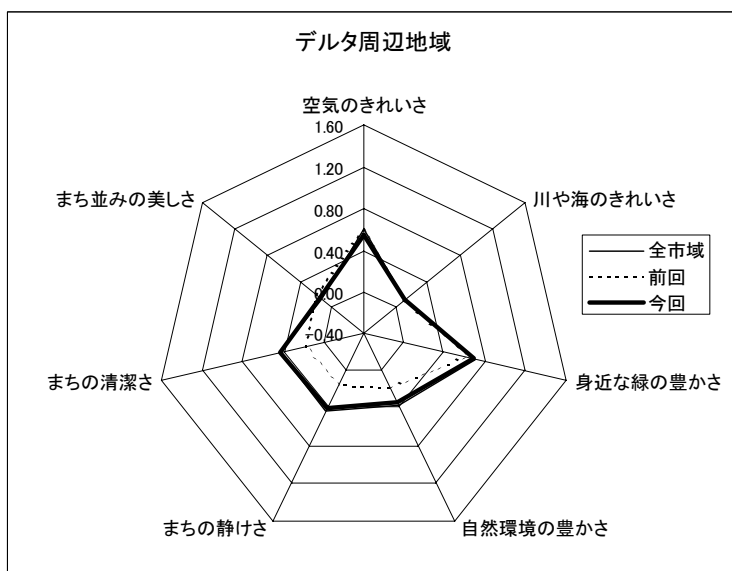 デルタ周辺地域
空気のきれいさ
1.60
1.20
0.80
0.40
0.00
-0.40
川や海のきれいさ
身近な緑の豊かさ
自然環境の豊かさ
まちの静けさ
まちの清潔さ
まち並みの美しさ
全市域
前回
今回